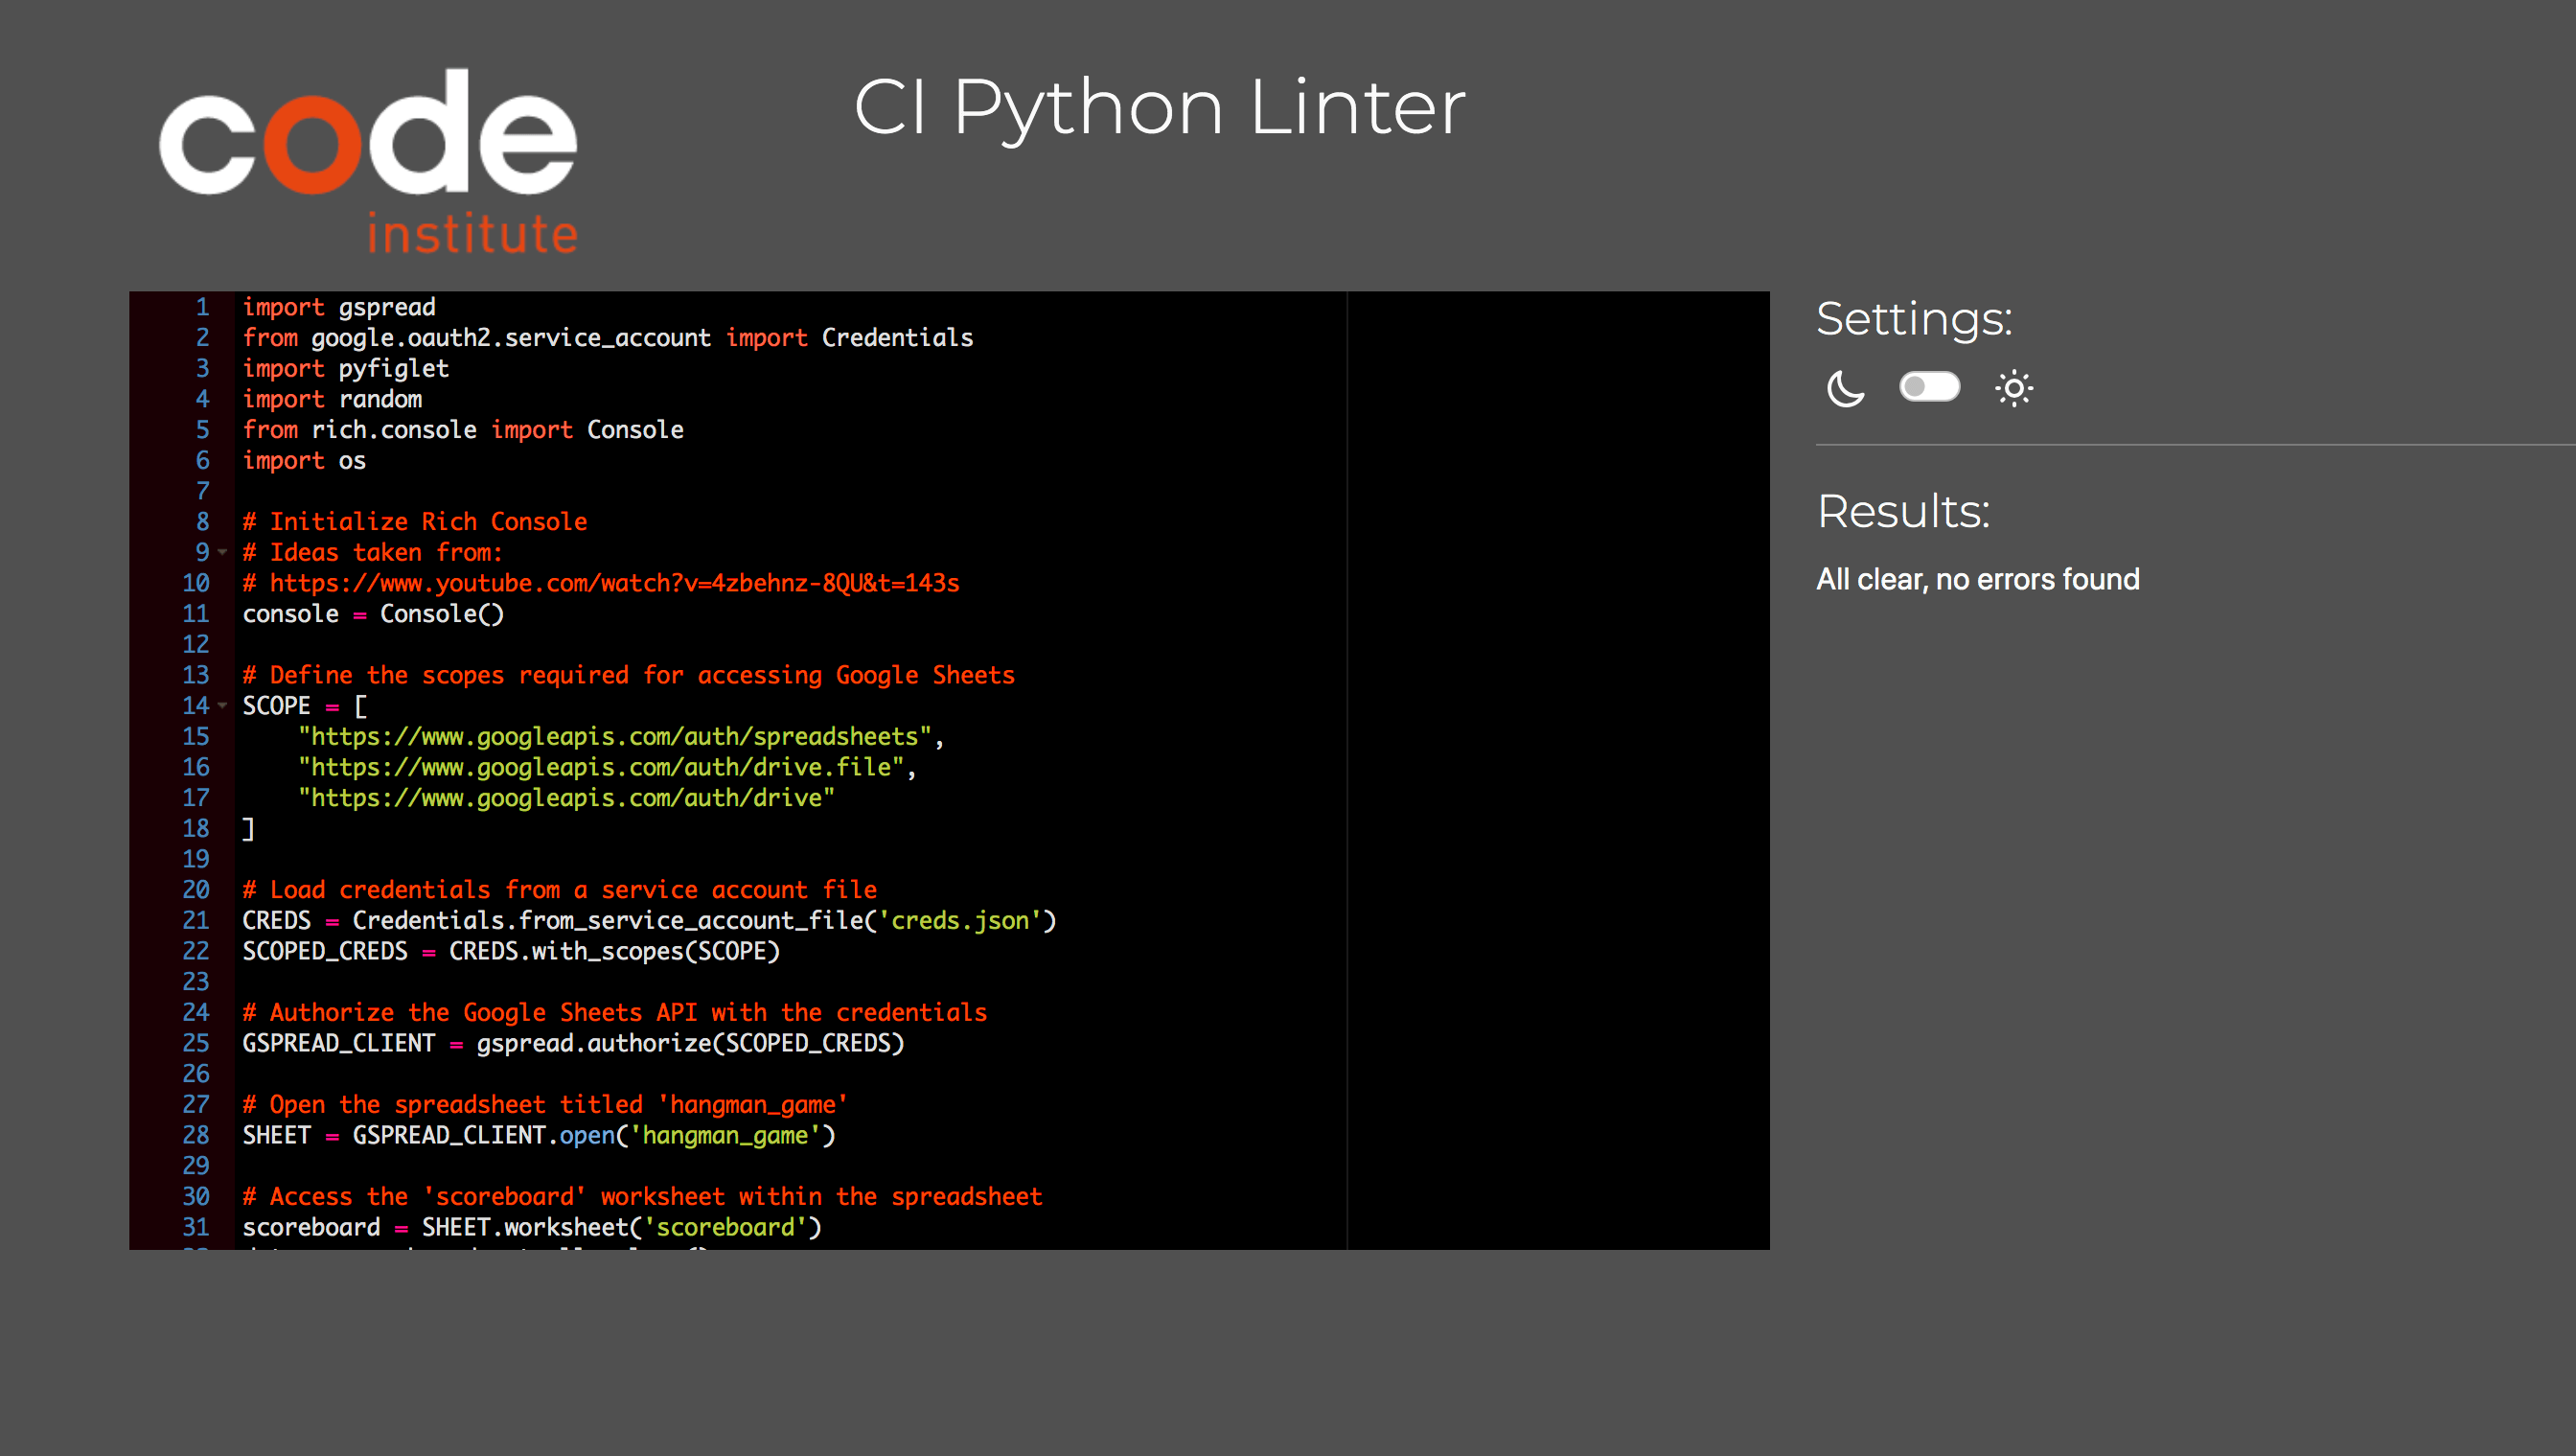 code
institute
CI Python Linter
1 import gspread
2 from google.oauth2.service_account import Credentials
3 import pyfiglet
4 import random
5 from rich.console import Console
6 import os
7
8 # Initialize Rich Console
9 # Ideas taken from:
10 # https://www.youtube.com/watch?v=4zbehnz-8QU&t=143s
11 console = Console()
12
13 # Define the scopes required for accessing Google Sheets
14 SCOPE = [
15     "https://www.googleapis.com/auth/spreadsheets",
16     "https://www.googleapis.com/auth/drive.file",
17     "https://www.googleapis.com/auth/drive"
18 ]
19
20 # Load credentials from a service account file
21 CREDS = Credentials.from_service_account_file('creds.json')
22 SCOPED_CREDS = CREDS.with_scopes(SCOPE)
23
24 # Authorize the Google Sheets API with the credentials
25 GSPREAD_CLIENT = gspread.authorize(SCOPED_CREDS)
26
27 # Open the spreadsheet titled 'hangman_game'
28 SHEET = GSPREAD_CLIENT.open('hangman_game')
29
30 # Access the 'scoreboard' worksheet within the spreadsheet
31 scoreboard = SHEET.worksheet('scoreboard')
Settings:
Results:
All clear, no errors found